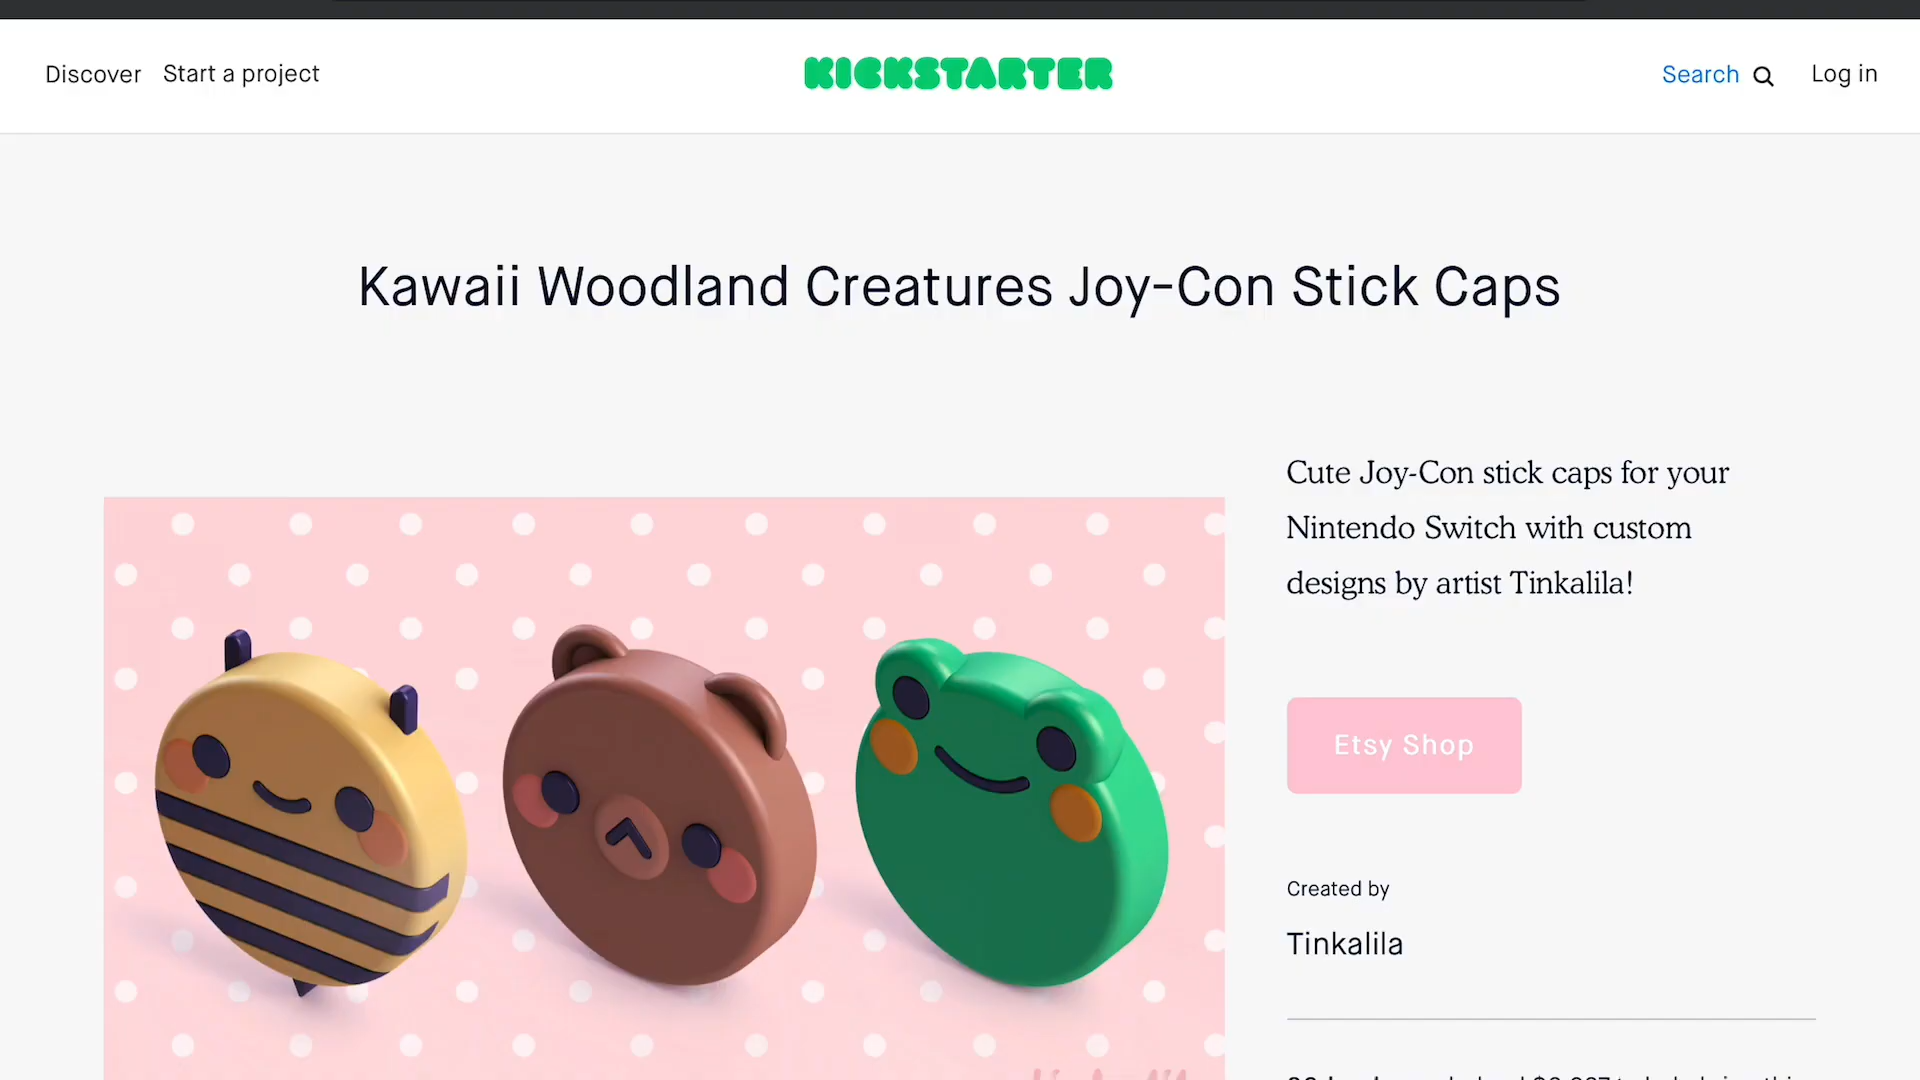 Discover Start a project
KICKSTARTER
Search Log in
Kawaii Woodland Creatures Joy-Con Stick Caps
Cute Joy-Con stick caps for your
Nintendo Switch with custom
designs by artist Tinkalila!
Etsy Shop
Created by
Tinkalila